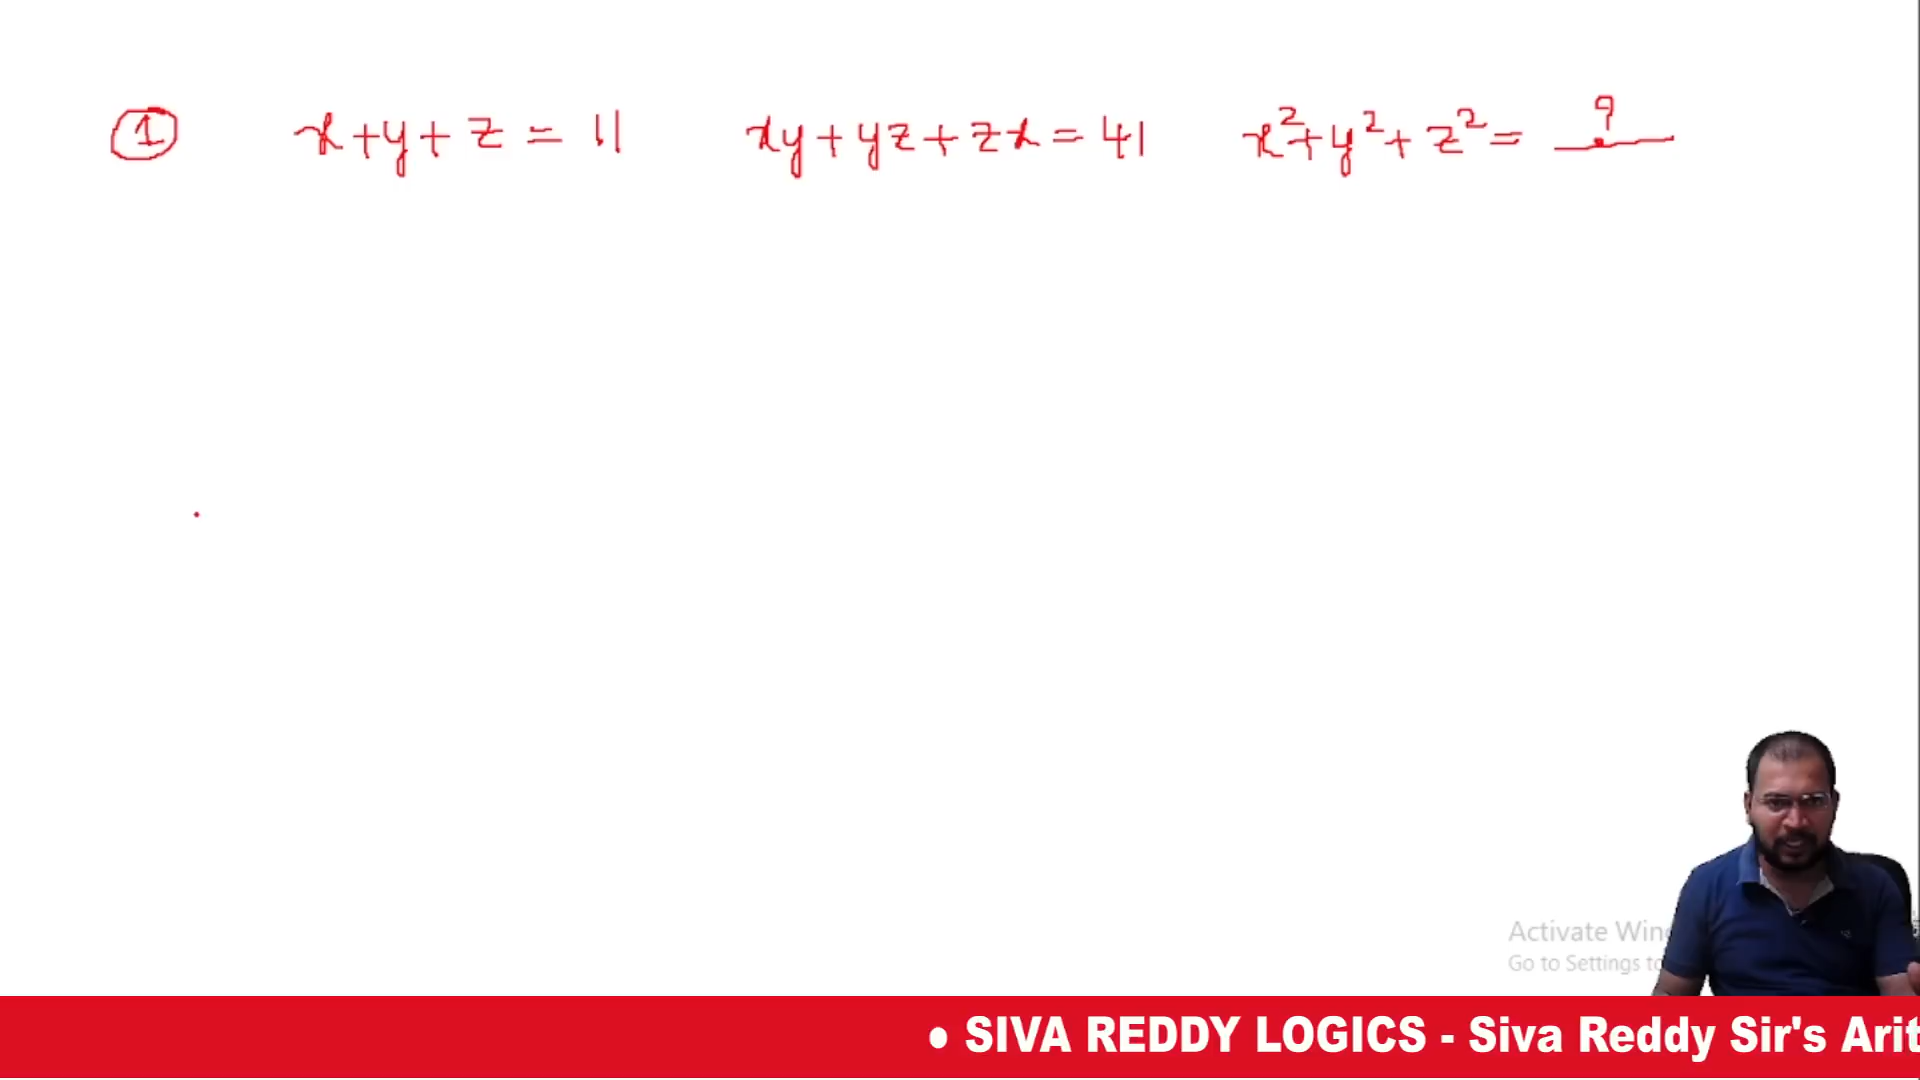 ① x+y+z = 11 xy+yz+zx=41 x²+y²+z²= ?
Activate Win
Go to Settings to
• SIVA REDDY LOGICS - Siva Reddy Sir's Arit